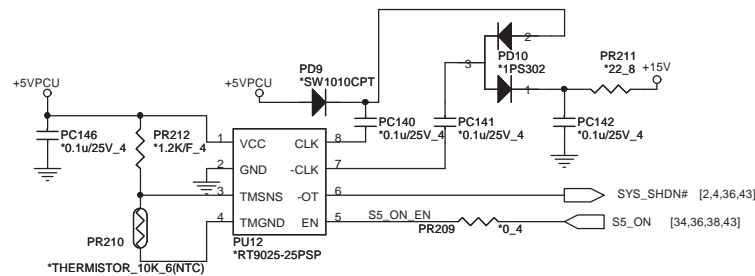 2
PD10
*1PS302
3
1
PR211
*22_8
+15V
PD9
*SW1010CPT
+5VPCU
+5VPCU
PC146
*0.1u/25V_4
PR212
*1.2K/F_4
PC140
*0.1u/25V_4
PC141
*0.1u/25V_4
PC142
*0.1u/25V_4
1 VCC CLK 8
2 GND -CLK 7
3 TMSNS -OT 6
4 TMGND EN 5
SYS_SHDN# [2,4,36,43]
S5_ON_EN
PR209
*0_4
S5_ON [34,36,38,43]
PR210
*THERMISTOR_10K_6(NTC)
PU12
*RT9025-25PSP